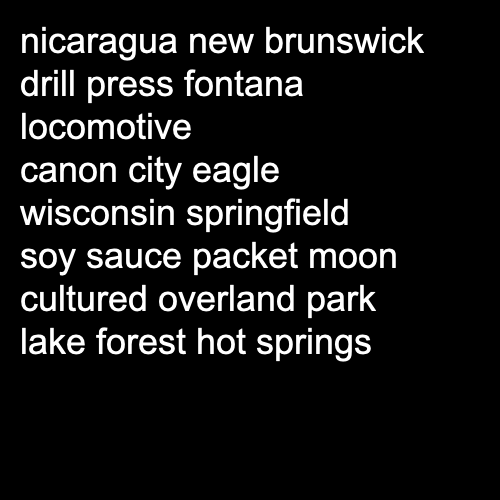 nicaragua new brunswick
drill press fontana
locomotive
canon city eagle
wisconsin springfield
soy sauce packet moon
cultured overland park
lake forest hot springs